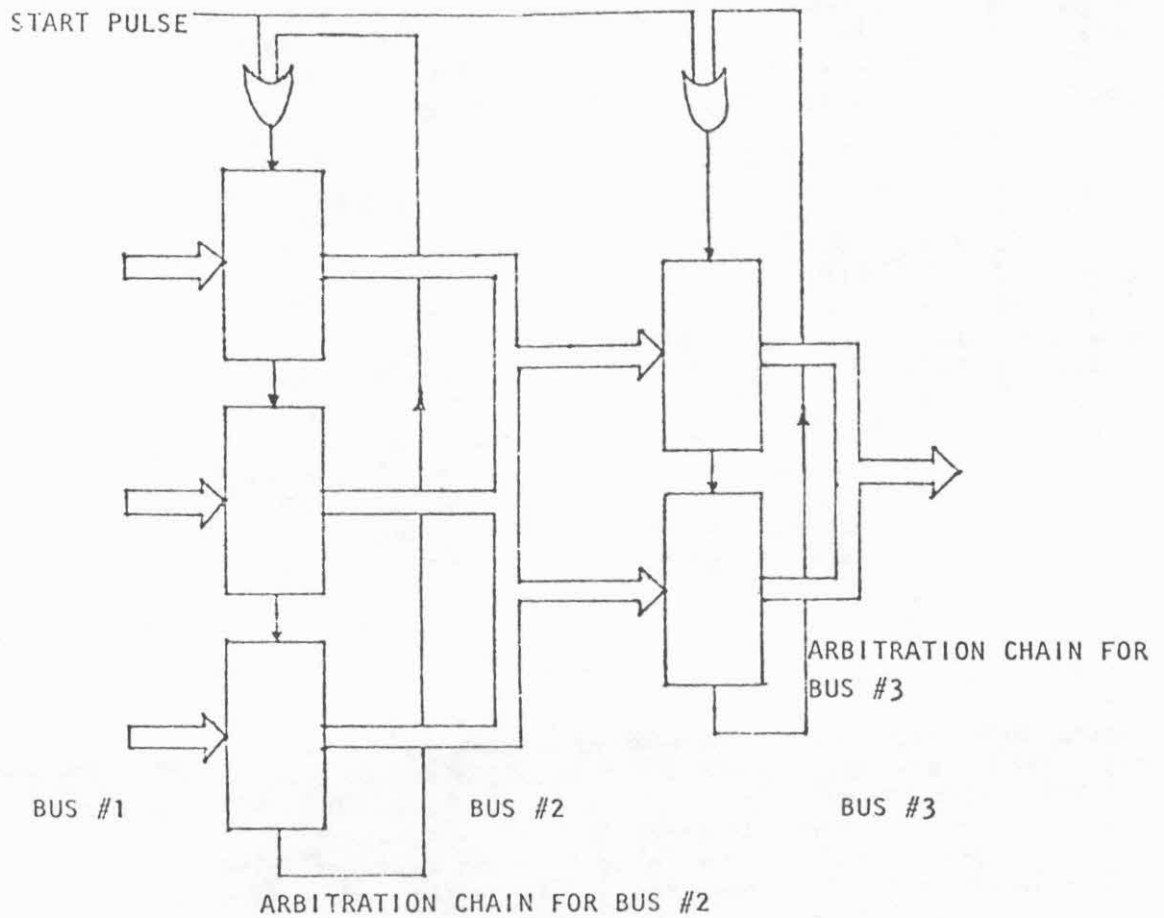 START PULSE
ARBITRATION CHAIN FOR
BUS #3
BUS #1
BUS #2
BUS #3
ARBITRATION CHAIN FOR BUS #2